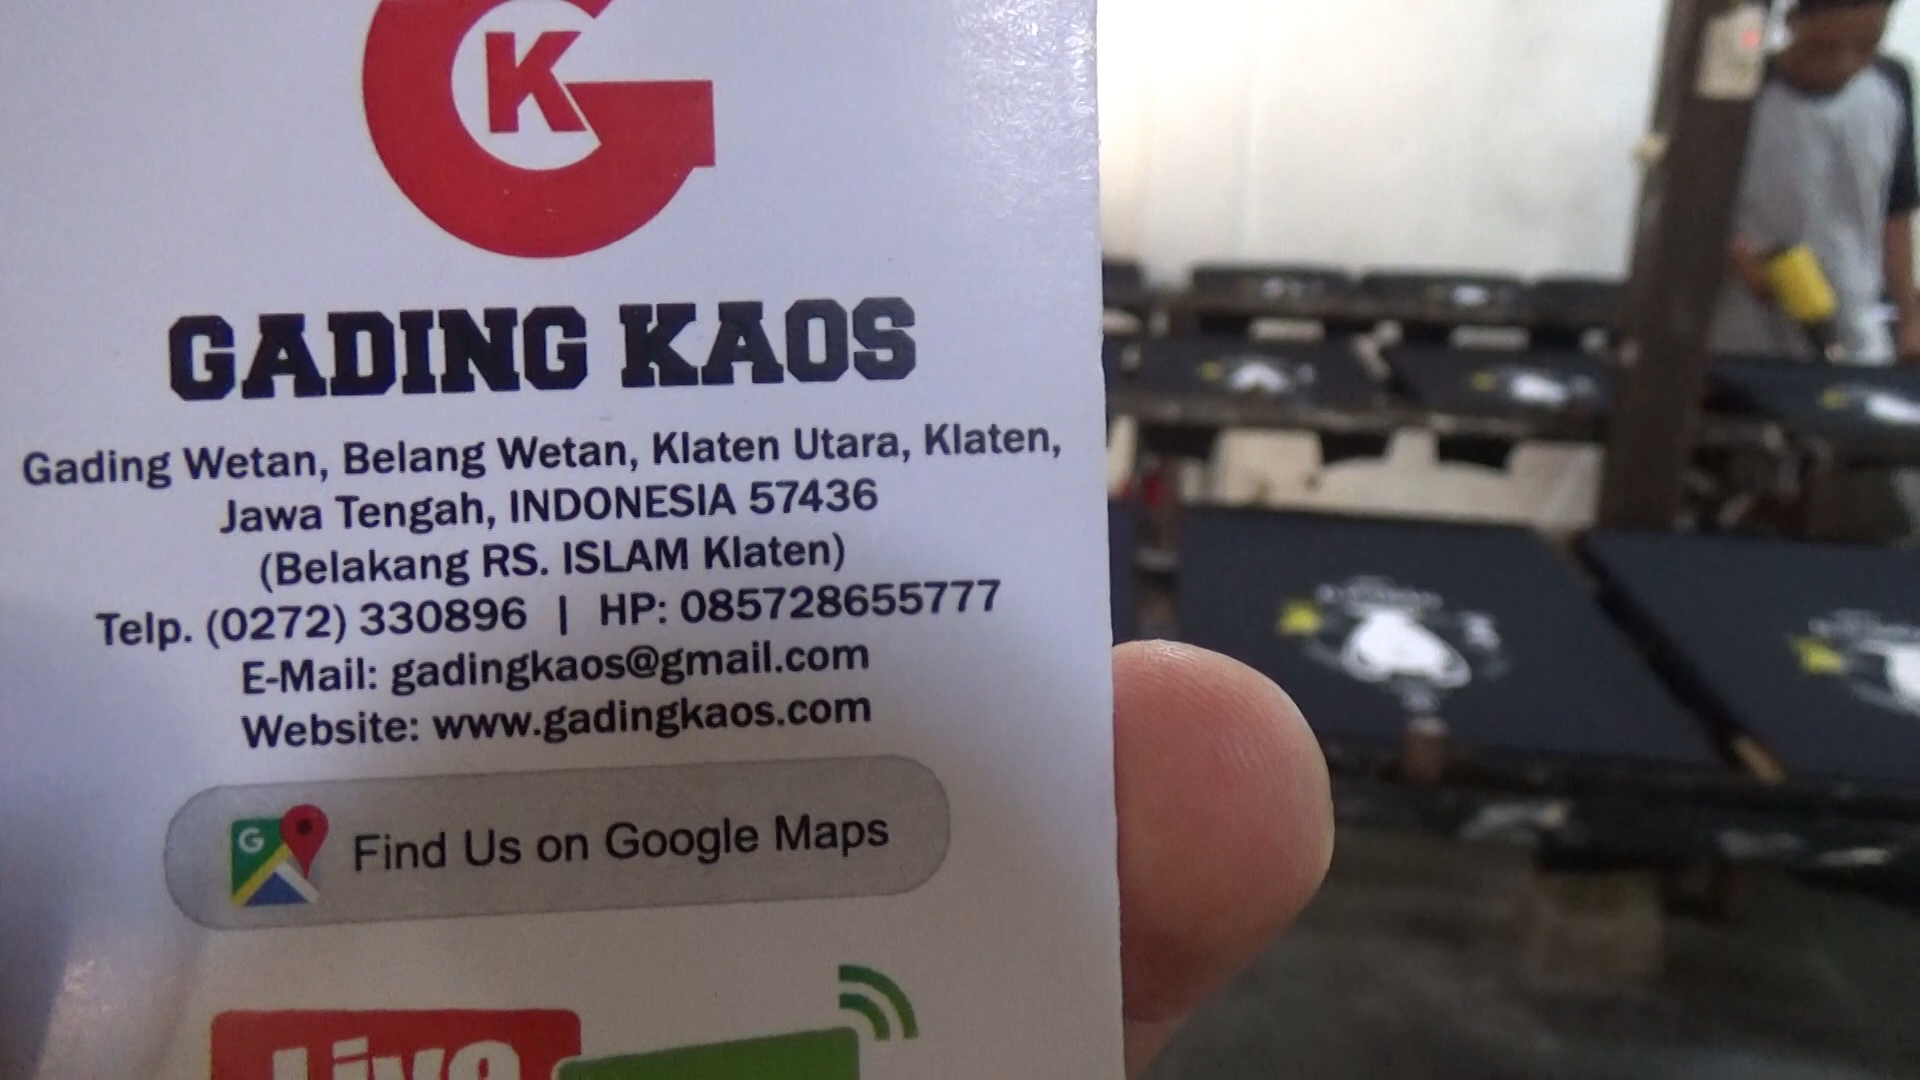 GK
GADING KAOS
Gading Wetan, Belang Wetan, Klaten Utara, Klaten,
Jawa Tengah, INDONESIA 57436
(Belakang RS. ISLAM Klaten)
Telp. (0272) 330896 | HP: 085728655777
E-Mail: gadingkaos@gmail.com
Website: www.gadingkaos.com
G Find Us on Google Maps
Live